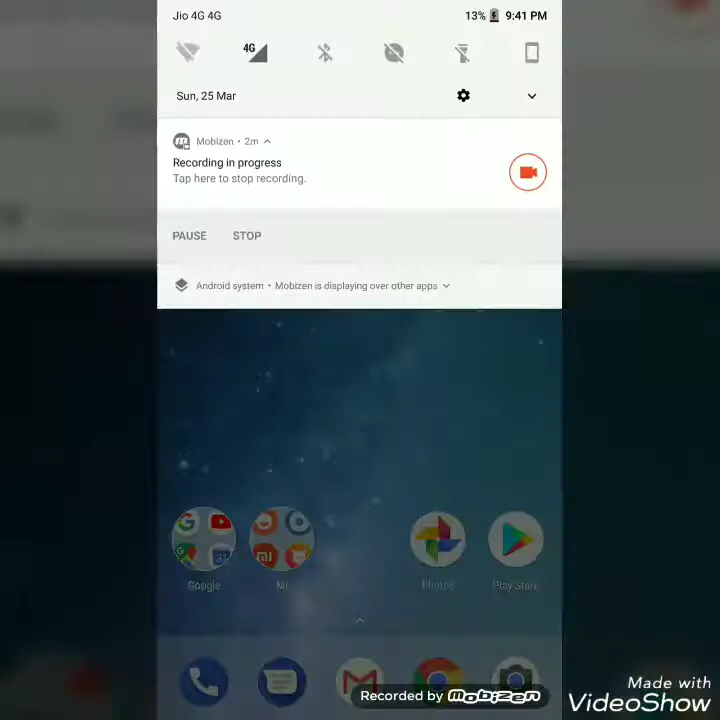 Jio 4G 4G
13% 9:41 PM
4G
Sun, 25 Mar
Mobizen • 2m
Recording in progress
Tap here to stop recording.
PAUSE STOP
Android system • Mobizen is displaying over other apps
Google MI Photos Play Store
Recorded by mobizen
Made with
VideoShow